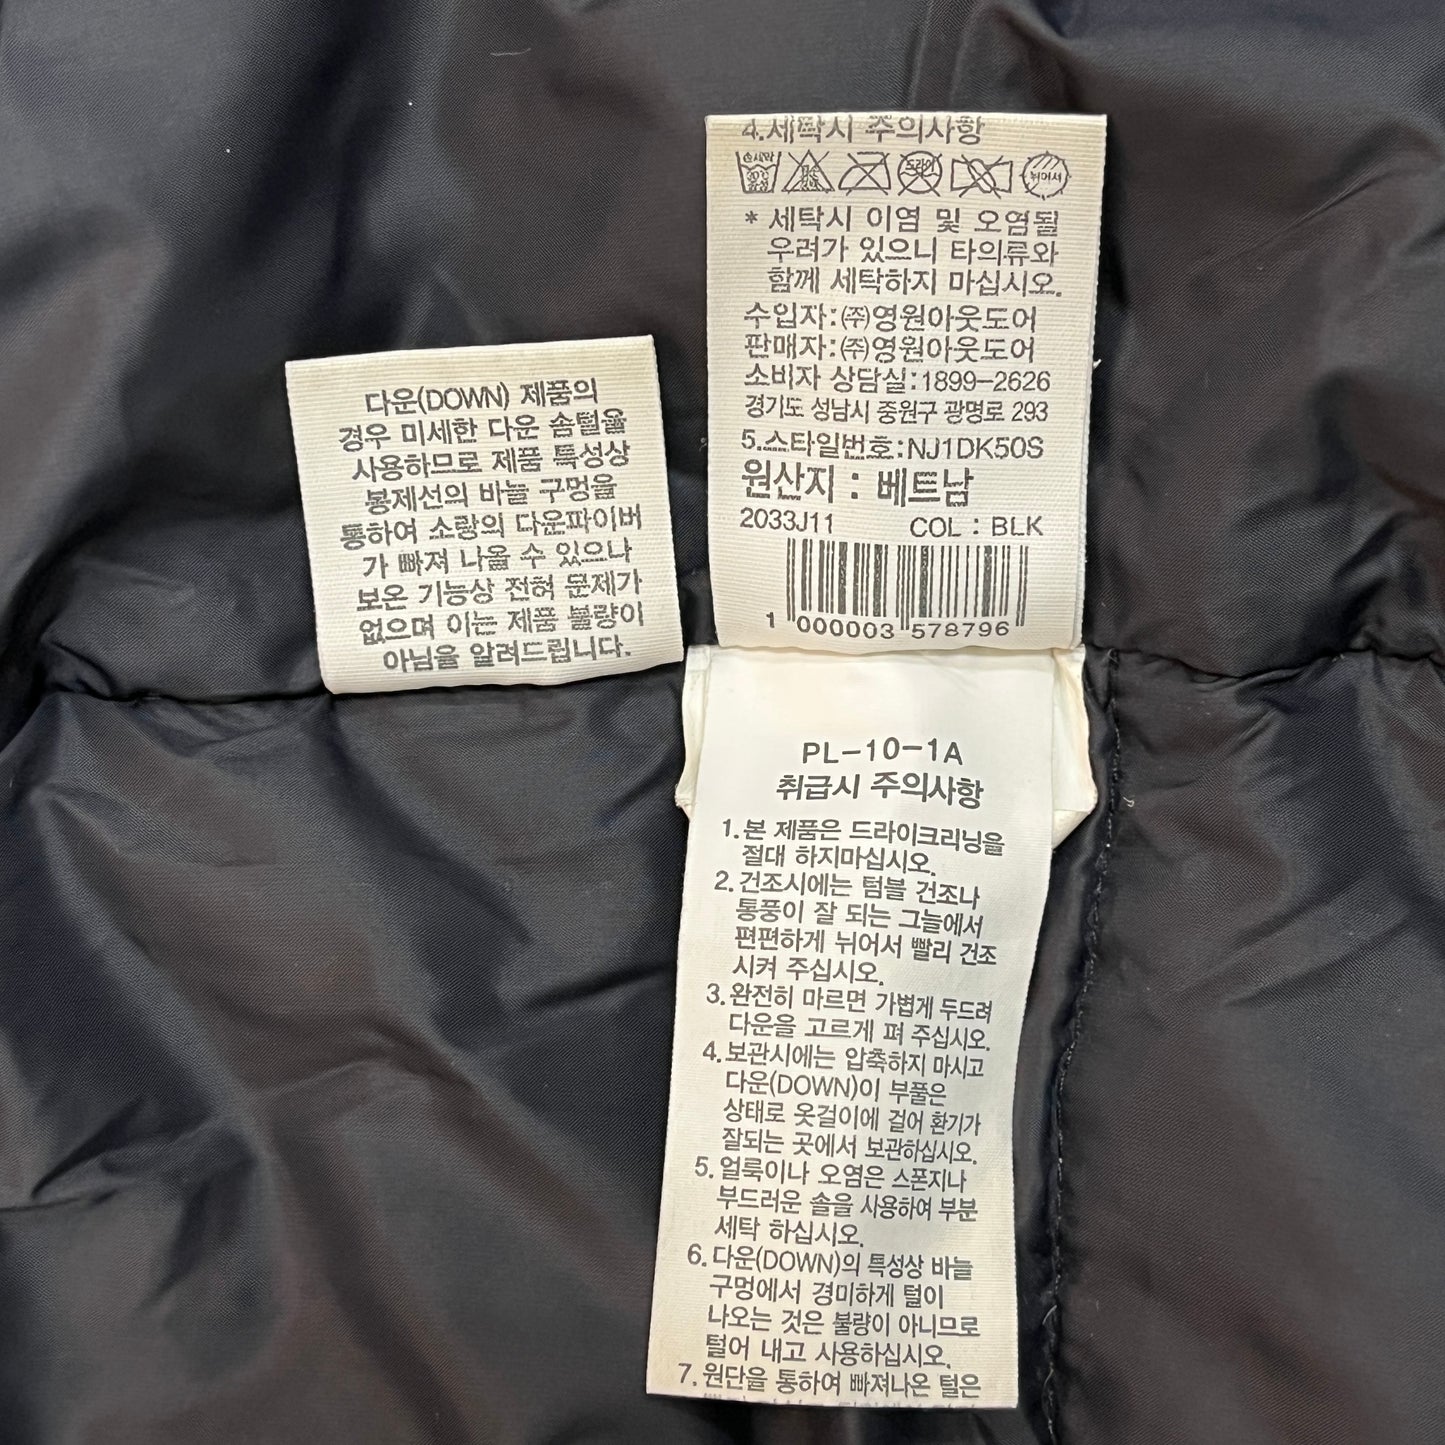 다운(DOWN) 제품의
경우 미세한 다운 솜털을
사용하므로 제품 특성상
봉제선의 바늘 구멍을
통하여 소량의 다운파이버
가 빠져 나올 수 있으나
보온 기능상 전혀 문제가
없으며 이는 제품 불량이
아님을 알려드립니다.
4.세탁시 주의사항
손세탁 드라이 뉘어서
* 세탁시 이염 및 오염될
우려가 있으니 타의류와
함께 세탁하지 마십시오.
수입자:㈜영원아웃도어
판매자:㈜영원아웃도어
소비자 상담실:1899-2626
경기도 성남시 중원구 광명로 293
5.스타일번호:NJ1DK50S
원산지 : 베트남
2033J11 COL : BLK
1 000003 578796
PL-10-1A
취급시 주의사항
1.본 제품은 드라이크리닝을
절대 하지마십시오.
2.건조시에는 텀블 건조나
통풍이 잘 되는 그늘에서
편편하게 뉘어서 빨리 건조
시켜 주십시오.
3.완전히 마르면 가볍게 두드려
다운을 고르게 펴 주십시오.
4.보관시에는 압축하지 마시고
다운(DOWN)이 부풀은
상태로 옷걸이에 걸어 환기가
잘되는 곳에서 보관하십시오.
5.얼룩이나 오염은 스폰지나
부드러운 솔을 사용하여 부분
세탁 하십시오.
6.다운(DOWN)의 특성상 바늘
구멍에서 경미하게 털이
나오는 것은 불량이 아니므로
털어 내고 사용하십시오.
7.원단을 통하여 빠져나온 털은